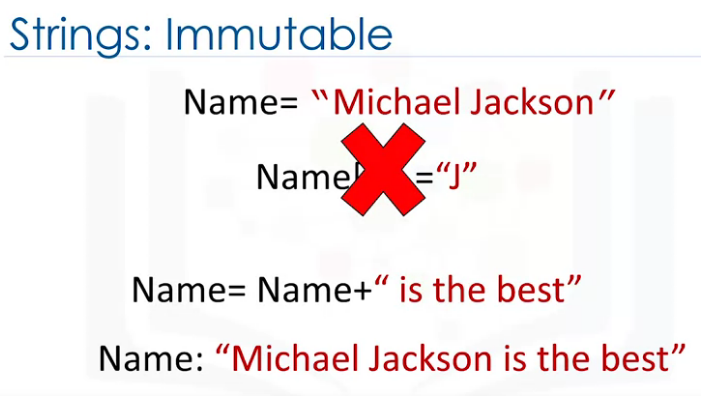 Strings: Immutable
Name= “Michael Jackson”
Name[ =“J”
Name= Name+“ is the best”
Name: “Michael Jackson is the best”